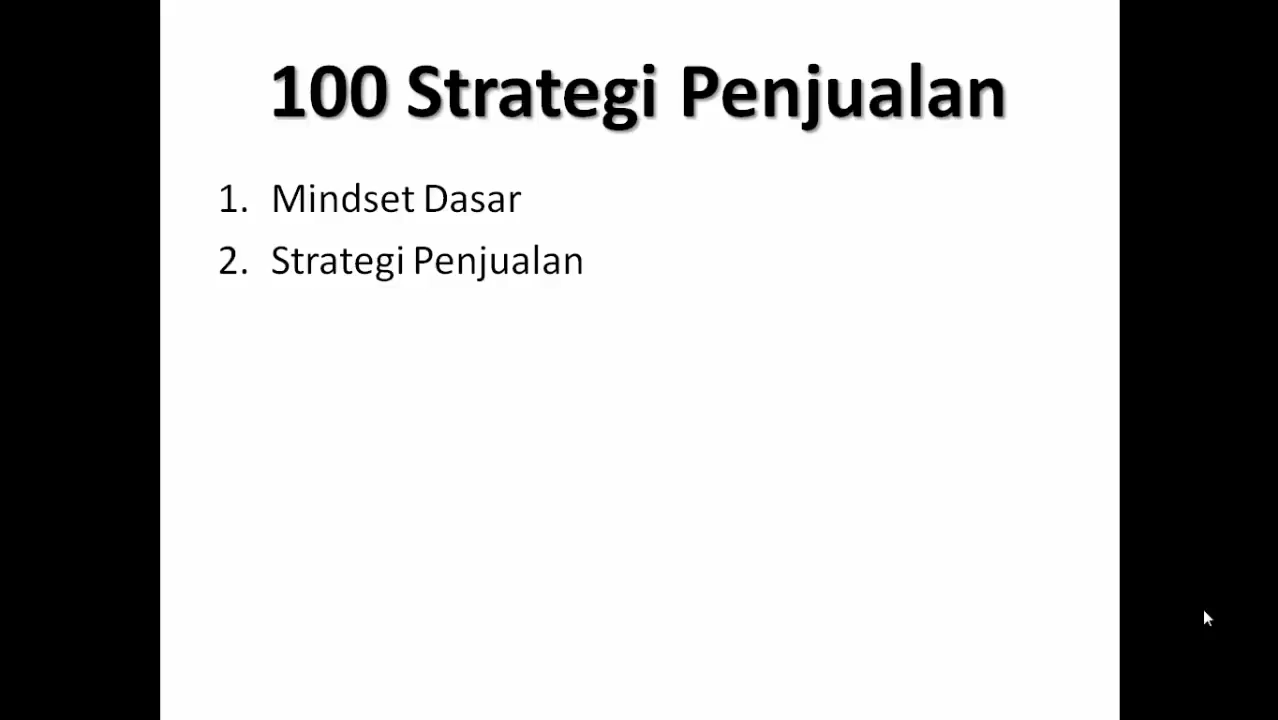 100 Strategi Penjualan
1. Mindset Dasar
2. Strategi Penjualan